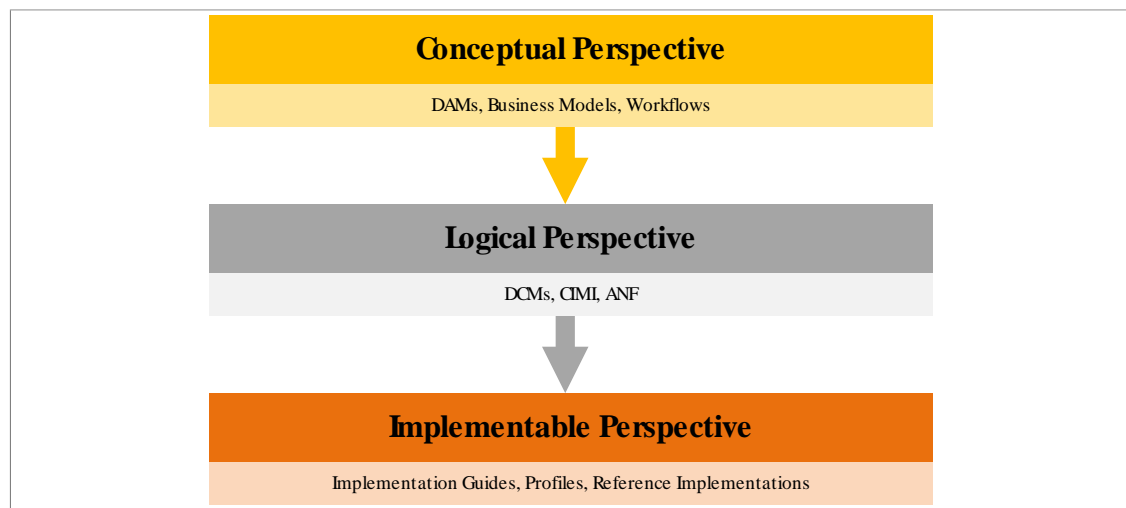 Conceptual Perspective
DAMs, Business Models, Workflows
Logical Perspective
DCMs, CIMI, ANF
Implementable Perspective
Implementation Guides, Profiles, Reference Implementations